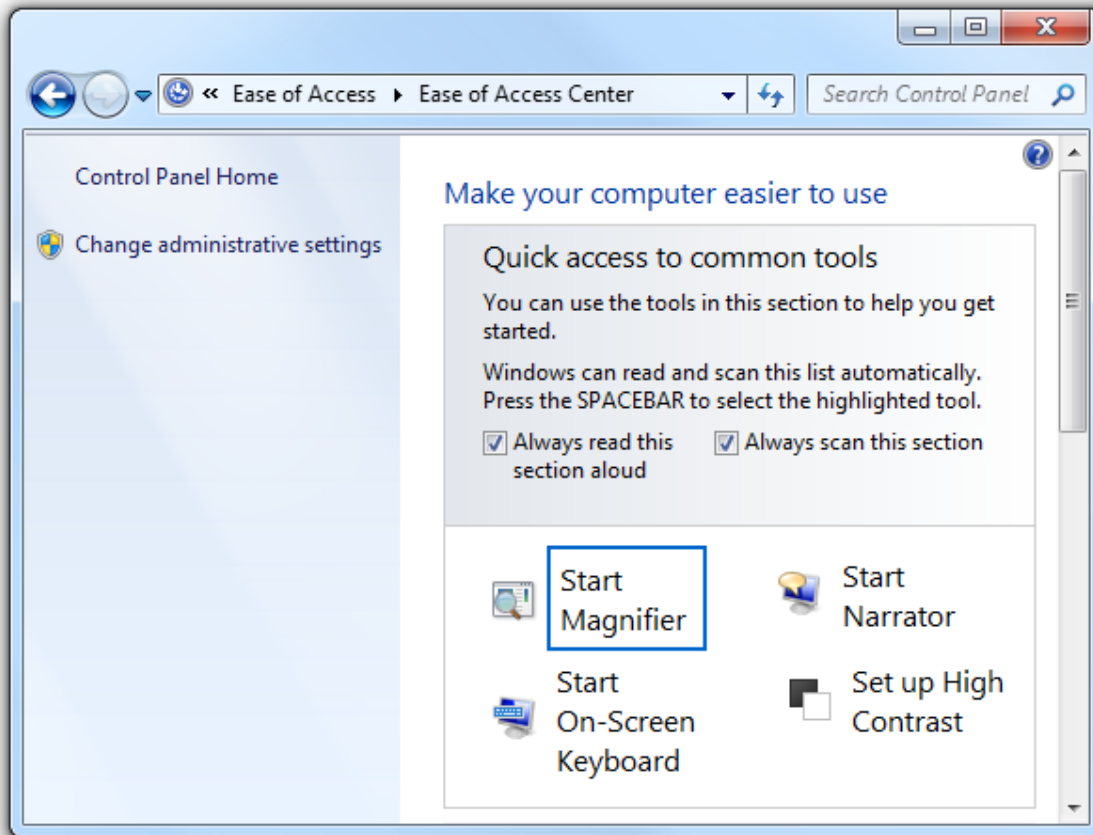 « Ease of Access ▸ Ease of Access Center
Search Control Panel
Control Panel Home
Change administrative settings
Make your computer easier to use
Quick access to common tools
You can use the tools in this section to help you get
started.
Windows can read and scan this list automatically.
Press the SPACEBAR to select the highlighted tool.
Always read this
section aloud
Always scan this section
Start
Magnifier
Start
Narrator
Start
On-Screen
Keyboard
Set up High
Contrast